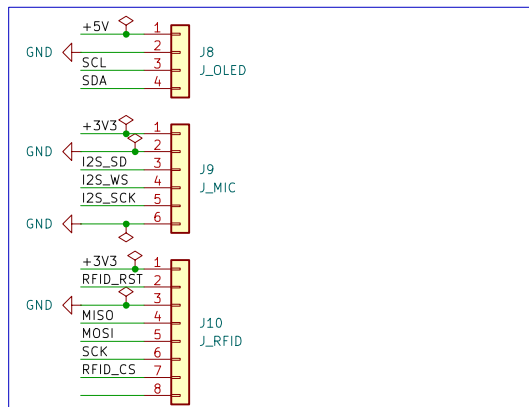 +5V 1
GND 2 J8
SCL 3 J_OLED
SDA 4
+3V3 1
GND 2
I2S_SD 3 J9
I2S_WS 4 J_MIC
I2S_SCK 5
GND 6
+3V3 1
RFID_RST 2
GND 3
MISO 4 J10
MOSI 5 J_RFID
SCK 6
RFID_CS 7
8